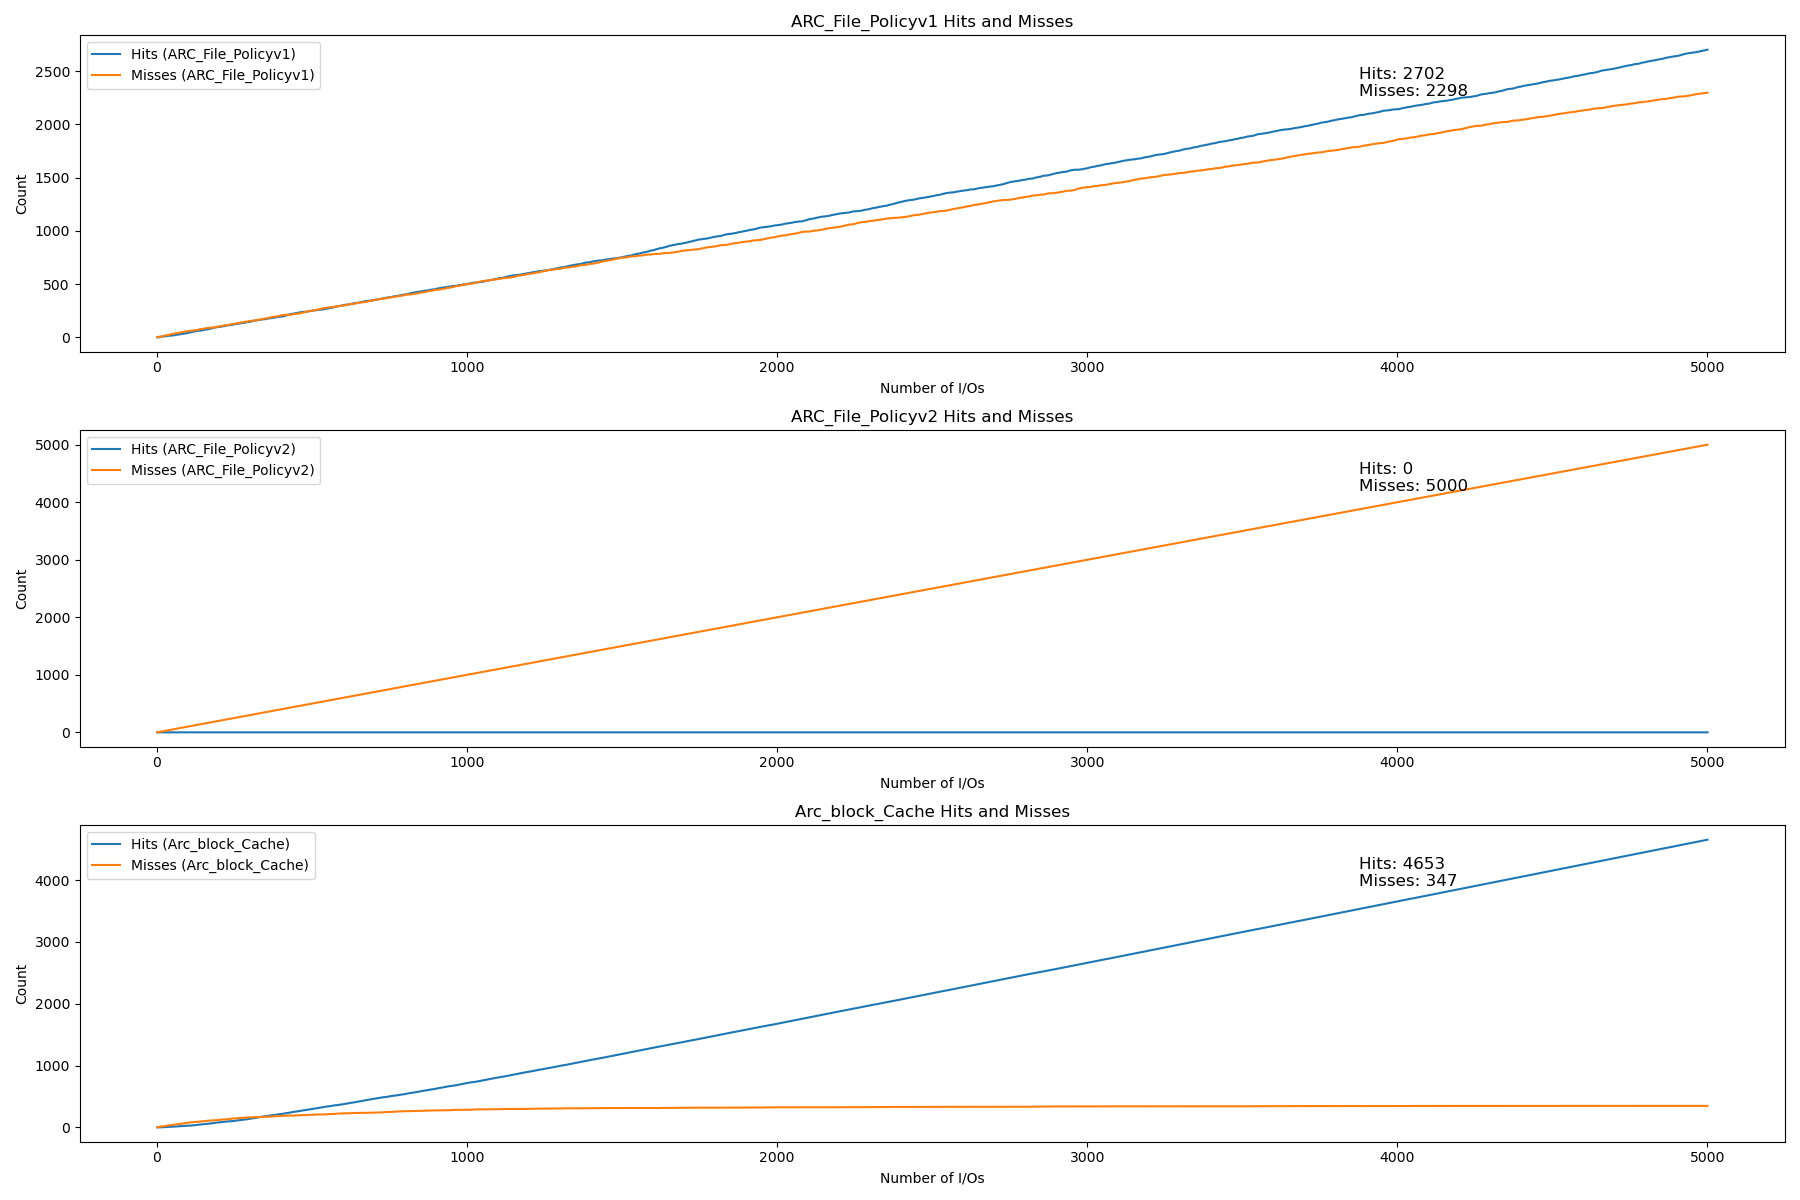 ARC_File_Policyv1 Hits and Misses
Hits (ARC_File_Policyv1)
Misses (ARC_File_Policyv1)
Hits: 2702
Misses: 2298
2500
2000
1500
1000
500
0
Count
0 1000 2000 3000 4000 5000
Number of I/Os
ARC_File_Policyv2 Hits and Misses
Hits (ARC_File_Policyv2)
Misses (ARC_File_Policyv2)
Hits: 0
Misses: 5000
5000
4000
3000
2000
1000
0
Count
0 1000 2000 3000 4000 5000
Number of I/Os
Arc_block_Cache Hits and Misses
Hits (Arc_block_Cache)
Misses (Arc_block_Cache)
Hits: 4653
Misses: 347
4000
3000
2000
1000
0
Count
0 1000 2000 3000 4000 5000
Number of I/Os